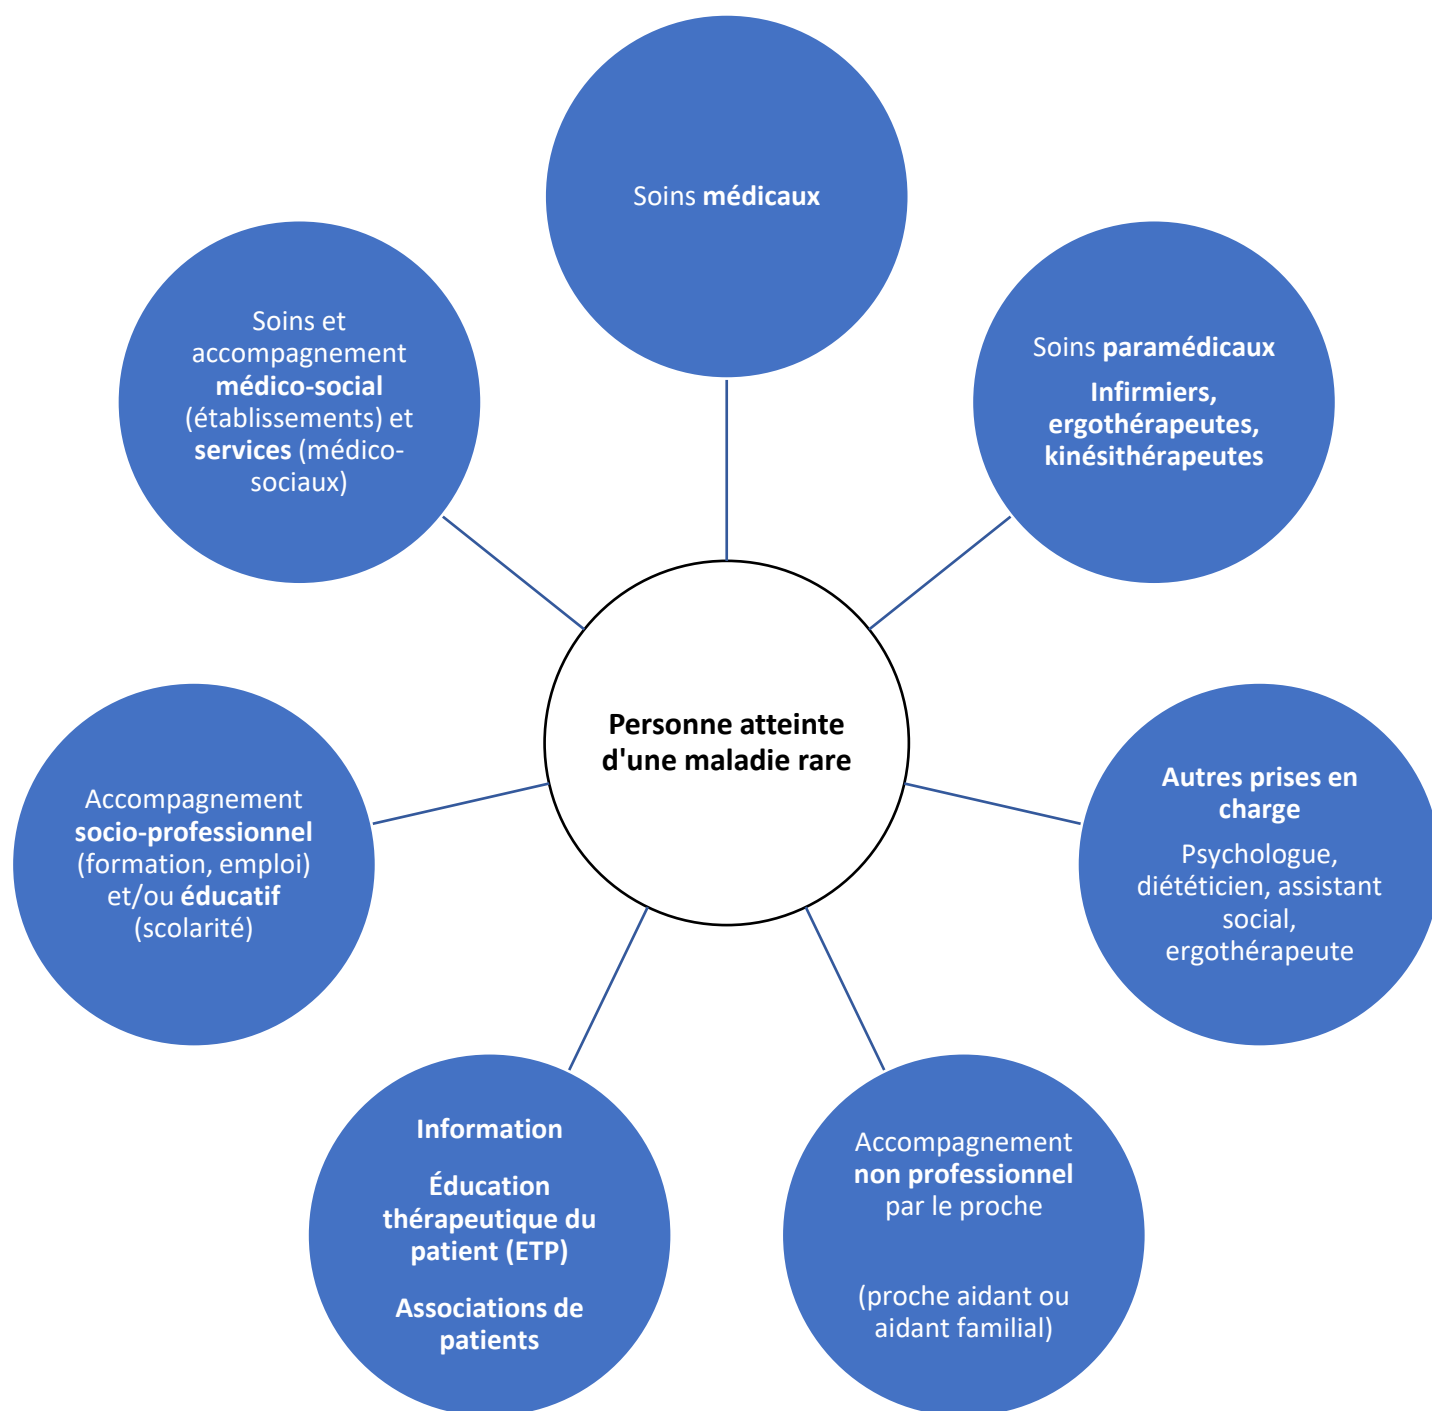 Soins médicaux
Soins paramédicaux
Infirmiers,
ergothérapeutes,
kinésithérapeutes
Autres prises en
charge
Psychologue,
diététicien, assistant
social,
ergothérapeute
Accompagnement
non professionnel
par le proche
(proche aidant ou
aidant familial)
Information
Éducation
thérapeutique du
patient (ETP)
Associations de
patients
Accompagnement
socio-professionnel
(formation, emploi)
et/ou éducatif
(scolarité)
Soins et
accompagnement
médico-social
(établissements) et
services (médico-
sociaux)
Personne atteinte
d'une maladie rare